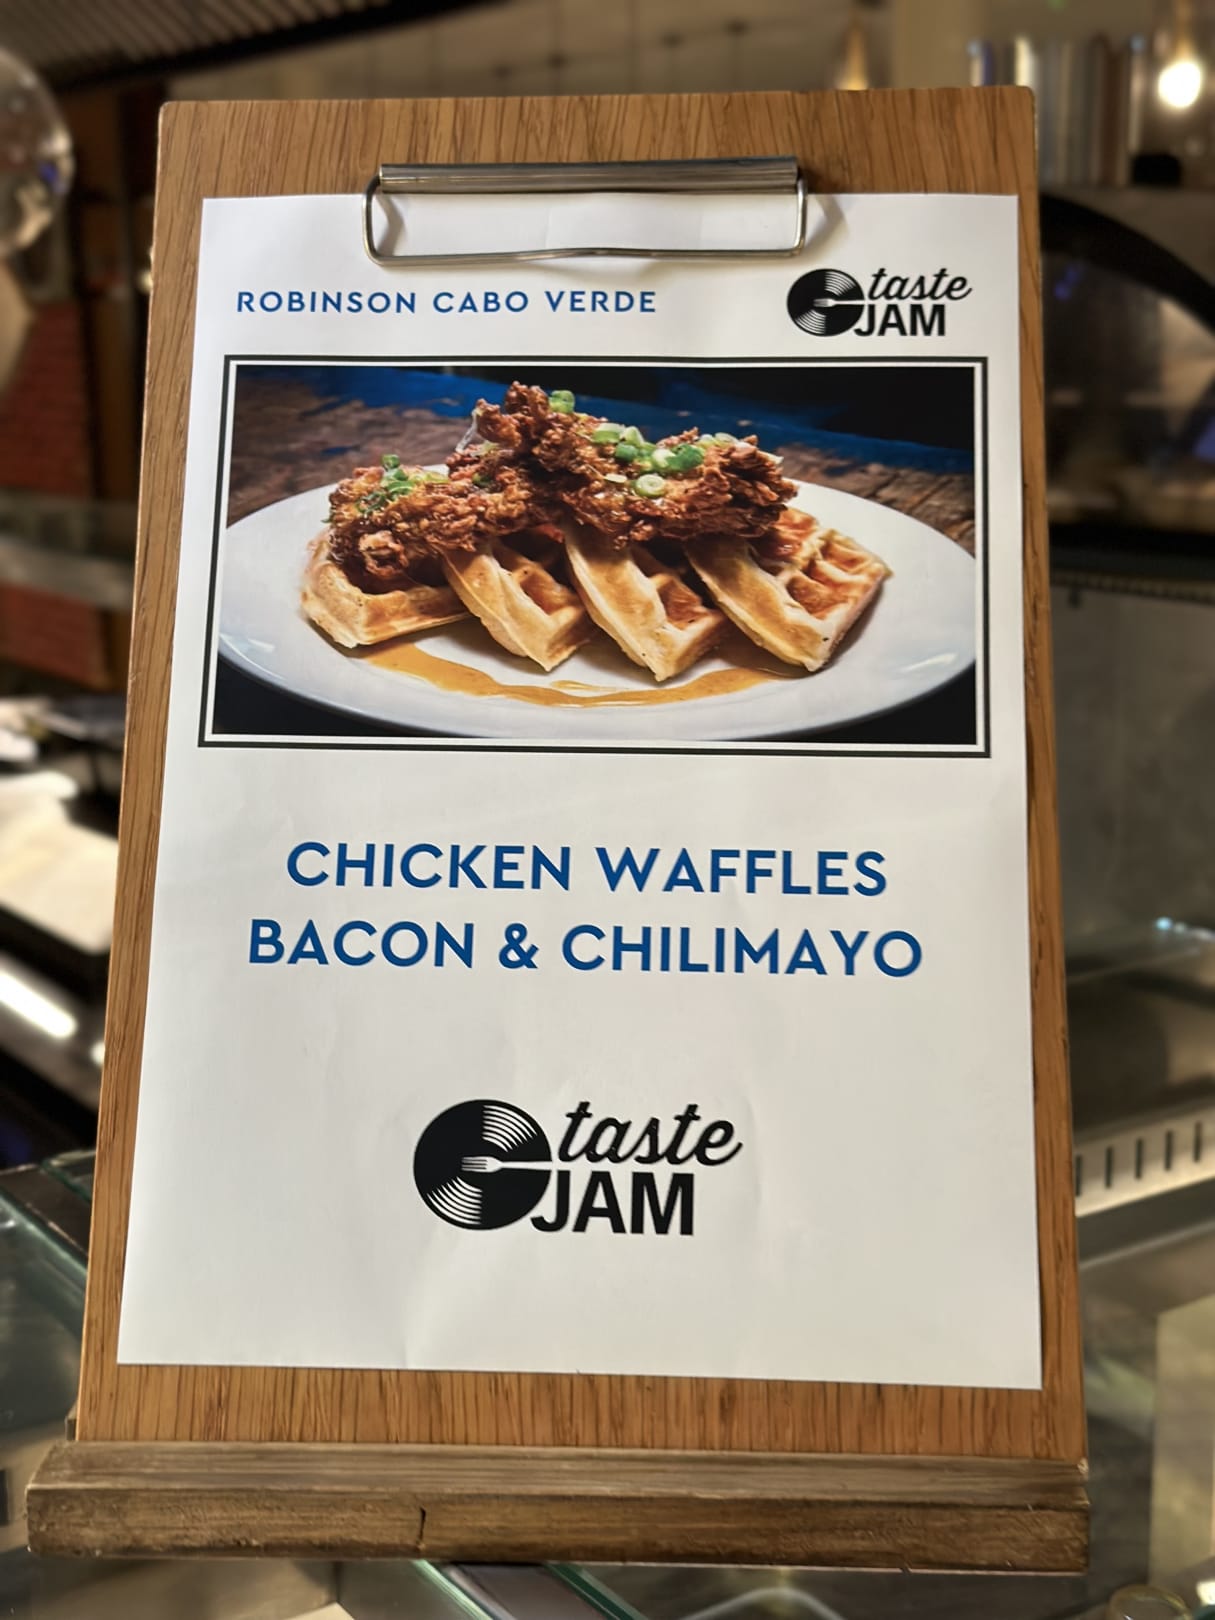 ROBINSON CABO VERDE
taste
JAM
CHICKEN WAFFLES
BACON & CHILIMAYO
taste
JAM